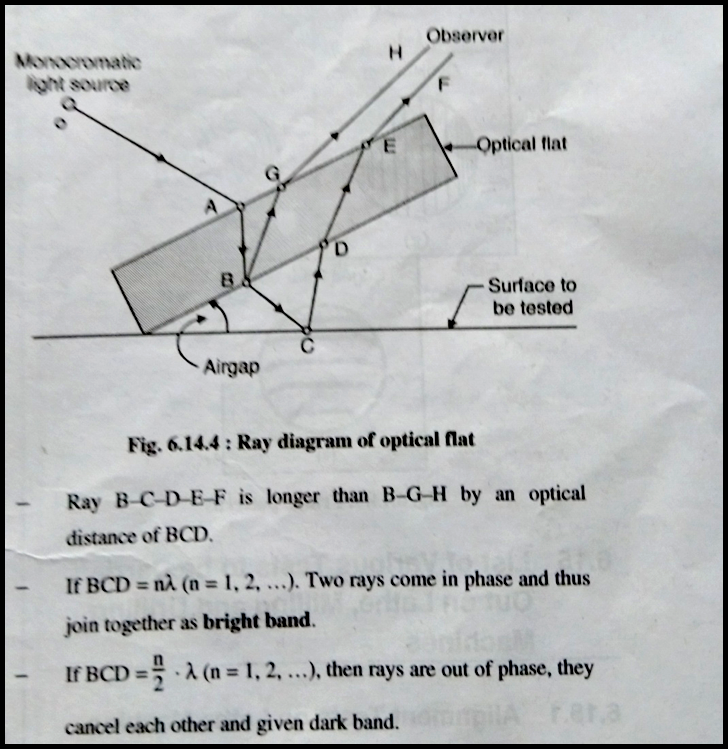 Observer
H
Monocromatic
light source
F
E
Optical flat
G
A
D
B
Surface to
be tested
C
Airgap
Fig. 6.14.4 : Ray diagram of optical flat
– Ray B–C–D–E–F is longer than B–G–H by an optical
distance of BCD.
– If BCD = nλ (n = 1, 2, ...). Two rays come in phase and thus
join together as bright band.
– If BCD = n/2 · λ (n = 1, 2, ...), then rays are out of phase, they
cancel each other and given dark band.